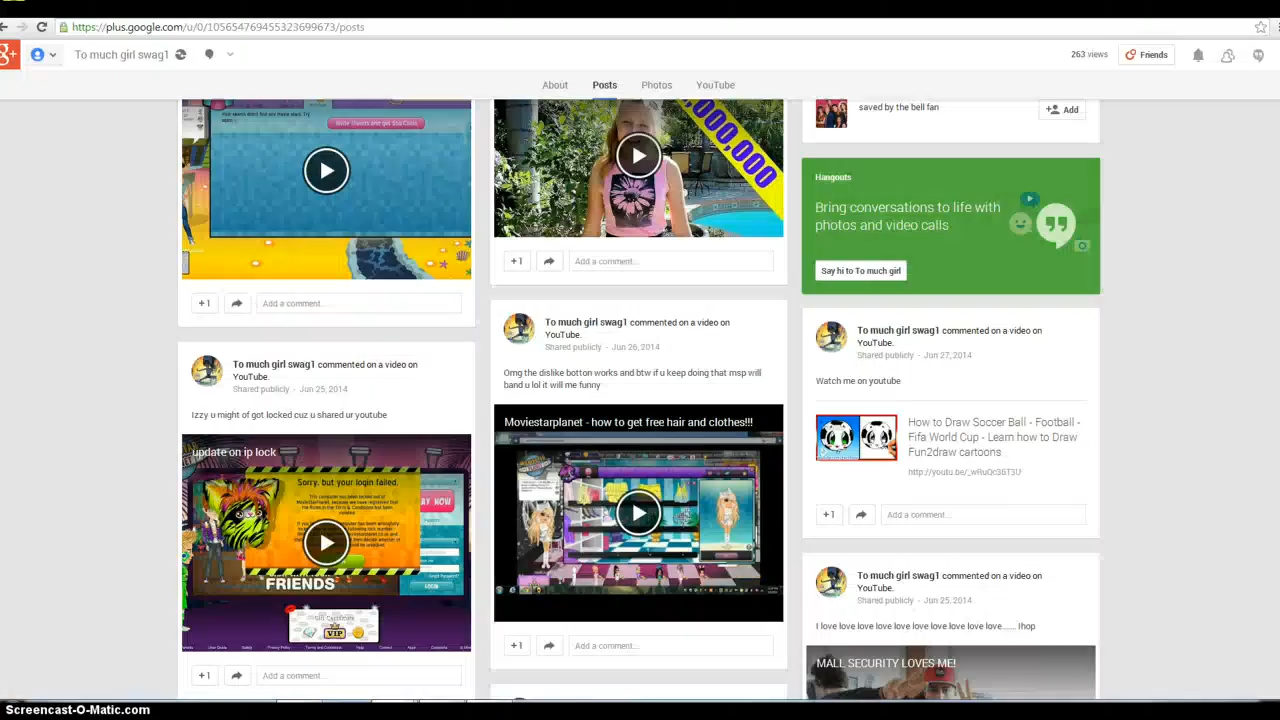 https://plus.google.com/u/0/105654769455323699673/posts
g+
To much girl swag1
263 views
Friends
About
Posts
Photos
YouTube
+1
Add a comment...
To much girl swag1 commented on a video on
YouTube.
Shared publicly - Jun 25, 2014
Izzy u might of got locked cuz u shared ur youtube
update on ip lock
Sorry, but your login failed.
FRIENDS
VIP
+1
Add a comment...
000,000
+1
Add a comment...
To much girl swag1 commented on a video on
YouTube.
Shared publicly - Jun 26, 2014
Omg the dislike botton works and btw if u keep doing that msp will
band u lol it will me funny
Moviestarplanet - how to get free hair and clothes!!!
+1
Add a comment...
saved by the bell fan
Add
Hangouts
Bring conversations to life with
photos and video calls
Say hi to To much girl
To much girl swag1 commented on a video on
YouTube.
Shared publicly - Jun 27, 2014
Watch me on youtube
How to Draw Soccer Ball - Football -
Fifa World Cup - Learn how to Draw
Fun2draw cartoons
+1
Add a comment...
To much girl swag1 commented on a video on
YouTube.
Shared publicly - Jun 25, 2014
I love love love love love love love love love love....... Ihop
MALL SECURITY LOVES ME!
Screencast-O-Matic.com